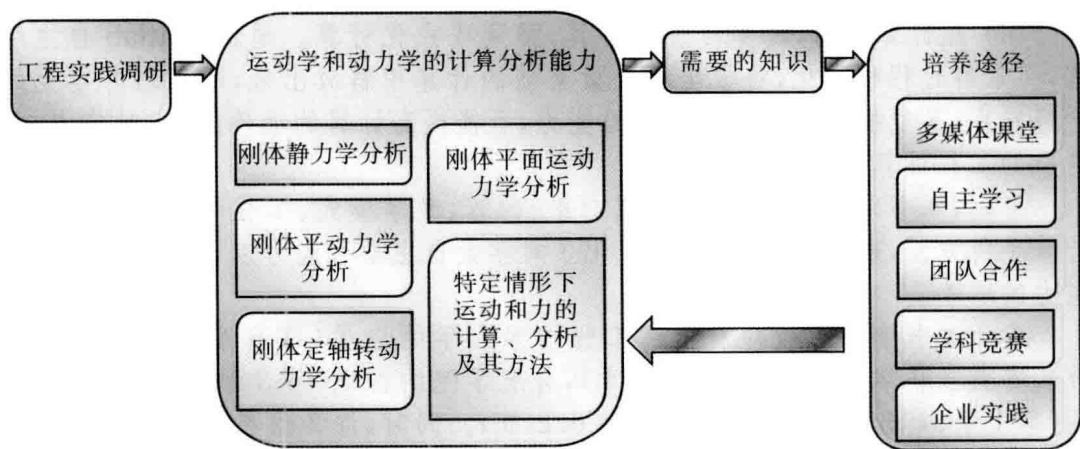 工程实践调研
运动学和动力学的计算分析能力
刚体静力学分析
刚体平动力学
分析
刚体定轴转动
力学分析
刚体平面运动
力学分析
特定情形下
运动和力的
计算、分析
及其方法
需要的知识
培养途径
多媒体课堂
自主学习
团队合作
学科竞赛
企业实践